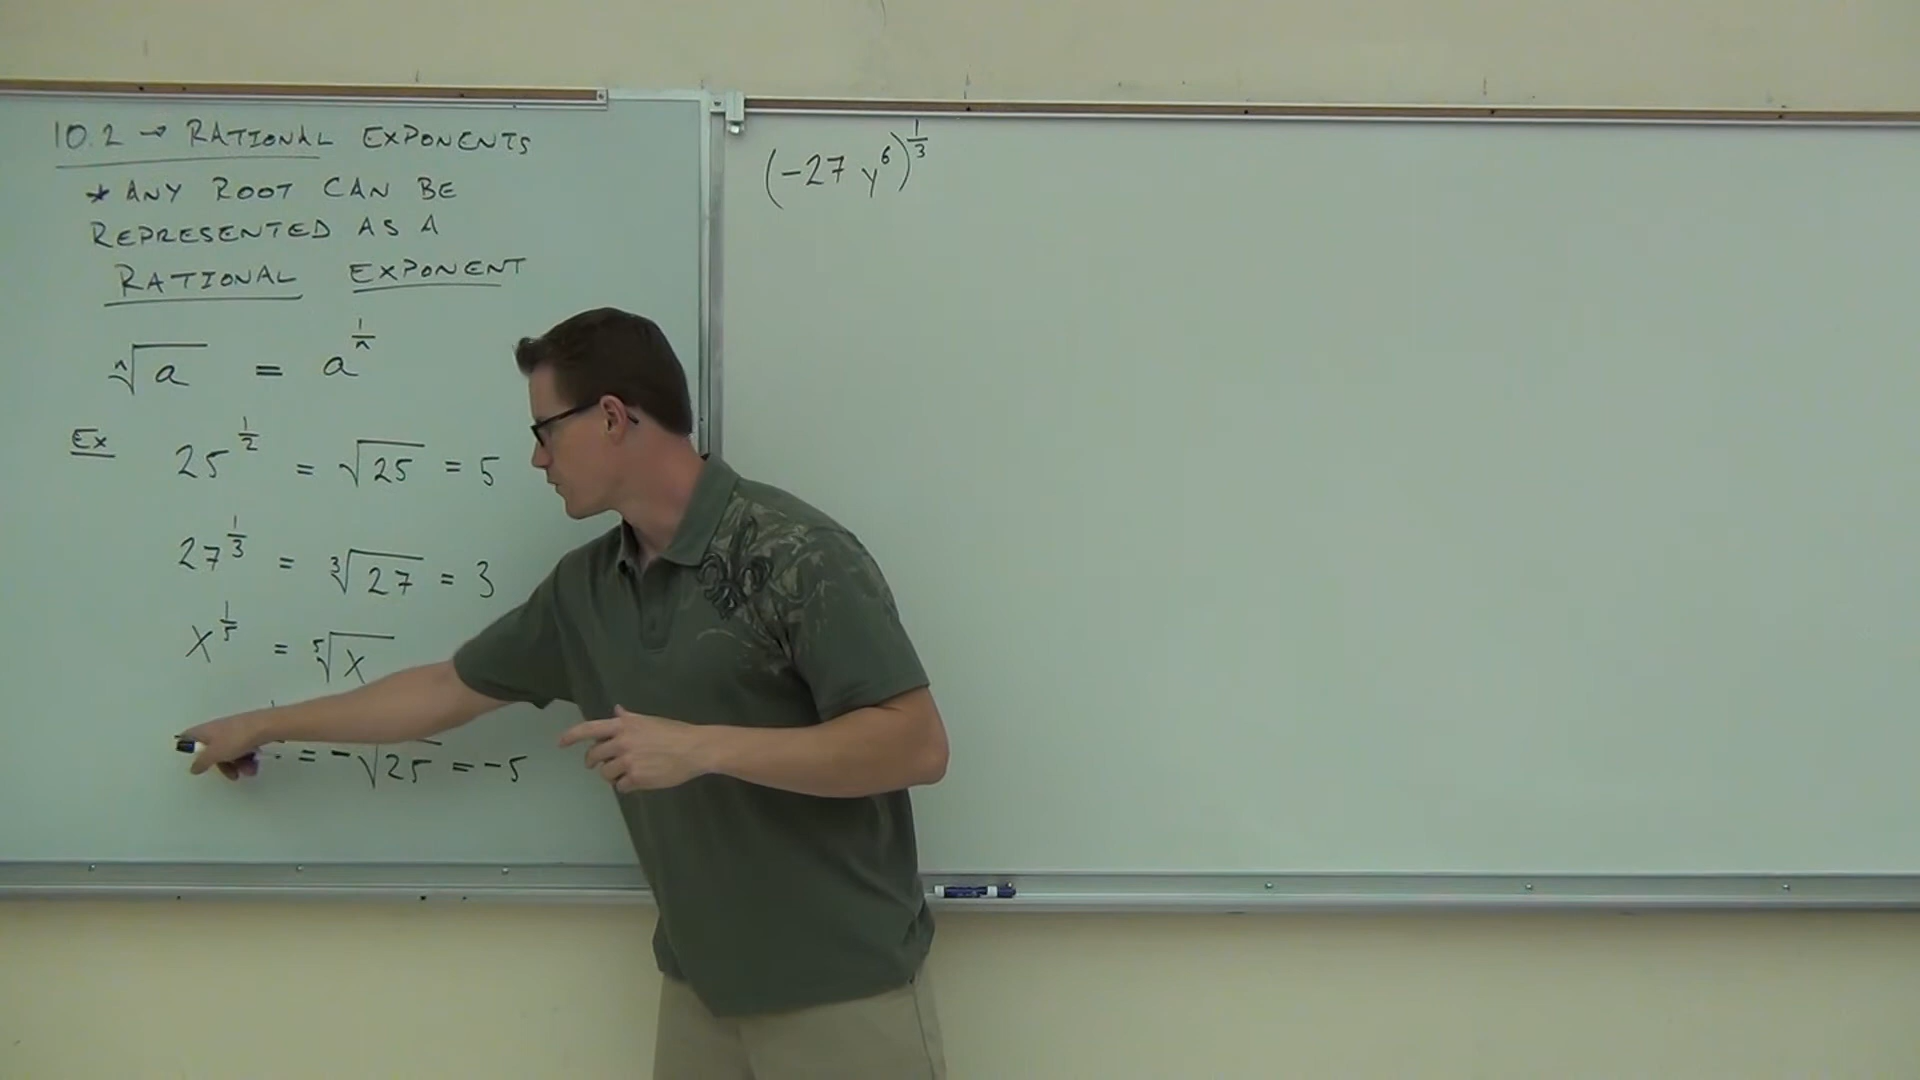 10.2 → RATIONAL EXPONENTS
* ANY ROOT CAN BE
REPRESENTED AS A
RATIONAL EXPONENT
ⁿ√a = a^(1/n)
Ex 25^(1/2) = √25 = 5
27^(1/3) = ³√27 = 3
x^(1/5) = ⁵√x
= -√25 = -5
(-27 y⁶)^(1/3)